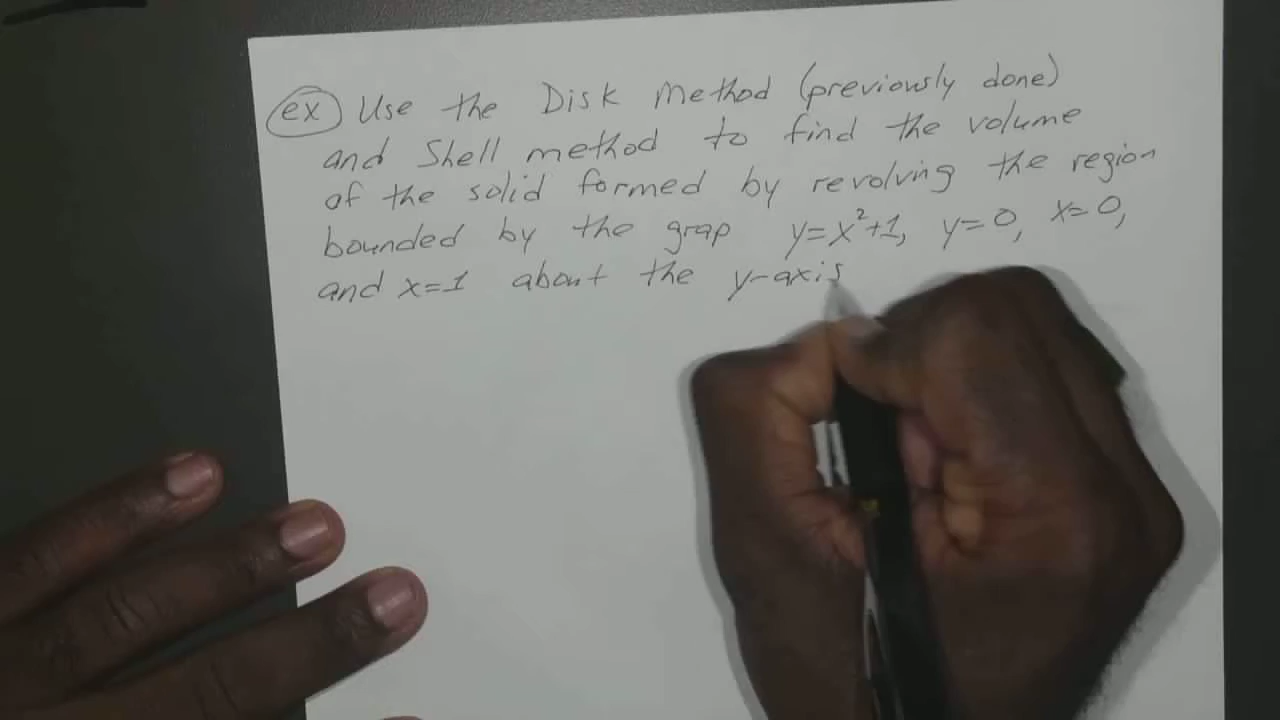 ex Use the Disk Method (previously done)
and Shell method to find the volume
of the solid formed by revolving the region
bounded by the grap y=x²+1, y=0, x=0,
and x=1 about the y-axis